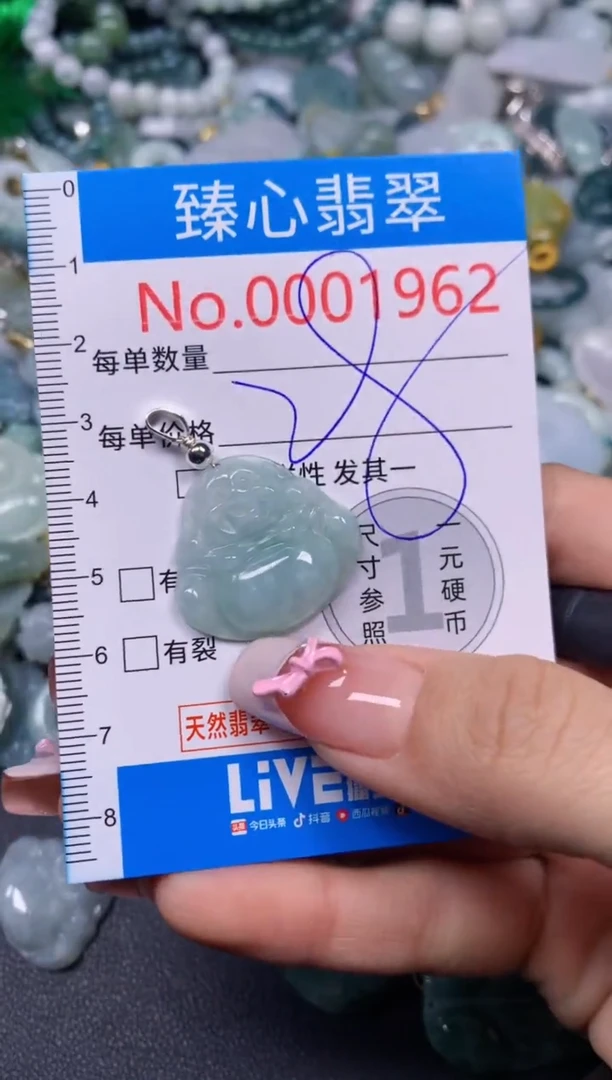 臻心翡翠
No.0001962
每单数量
每单价格
性 发其一
有
有裂
尺寸参照
1
一元硬币
天然翡翠
LiVE
今日头条 抖音 西瓜视频
0
1
2
3
4
5
6
7
8